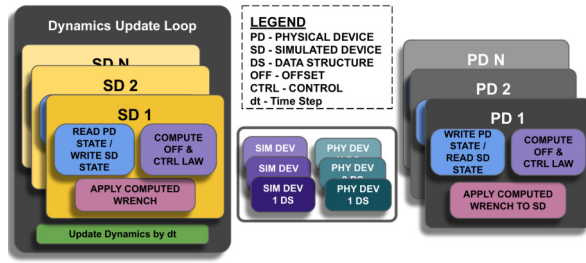 Dynamics Update Loop
SD N
SD 2
SD 1
READ PD
STATE /
WRITE SD
STATE
COMPUTE
OFF &
CTRL LAW
APPLY COMPUTED
WRENCH
Update Dynamics by dt
LEGEND
PD - PHYSICAL DEVICE
SD - SIMULATED DEVICE
DS - DATA STRUCTURE
OFF - OFFSET
CTRL - CONTROL
dt - Time Step
SIM DEV
PHY DEV
SIM DEV
PHY DEV
SIM DEV
1 DS
PHY DEV
1 DS
PD N
PD 2
PD 1
WRITE PD
STATE /
READ SD
STATE
COMPUTE
OFF &
CTRL LAW
APPLY COMPUTED
WRENCH TO SD